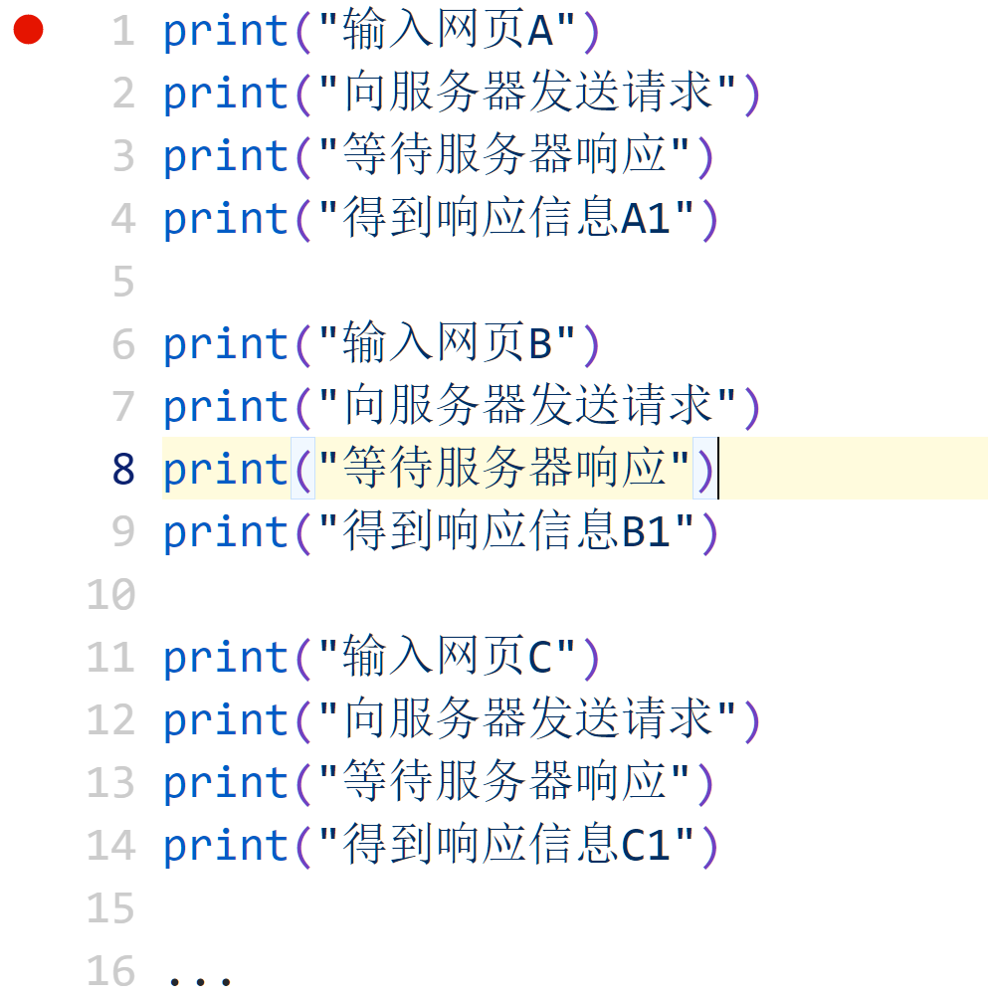 1 print("输入网页A")
2 print("向服务器发送请求")
3 print("等待服务器响应")
4 print("得到响应信息A1")
5
6 print("输入网页B")
7 print("向服务器发送请求")
8 print("等待服务器响应")
9 print("得到响应信息B1")
10
11 print("输入网页C")
12 print("向服务器发送请求")
13 print("等待服务器响应")
14 print("得到响应信息C1")
15
16 ...